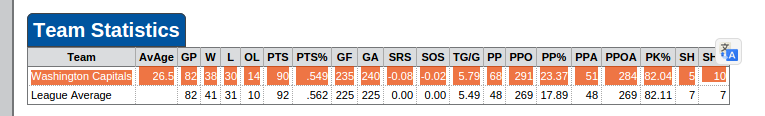 Team Statistics
Team AvAge GP W L OL PTS PTS% GF GA SRS SOS TG/G PP PPO PP% PPA PPOA PK% SH
Washington Capitals 26.5 82 38 30 14 90 .549 235 240 -0.08 -0.02 5.79 68 291 23.37 51 284 82.04 5 10
League Average 82 41 31 10 92 .562 225 225 0.00 0.00 5.49 48 269 17.89 48 269 82.11 7 7